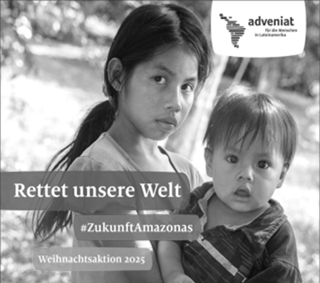 adveniat
für die Menschen
in Lateinamerika
Rettet unsere Welt
#ZukunftAmazonas
Weihnachtsaktion 2025